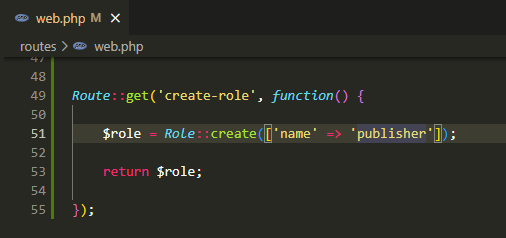 web.php M ×
routes > web.php
47
48
49 Route::get('create-role', function() {
50
51 $role = Role::create(['name' => 'publisher']);
52
53 return $role;
54
55 });